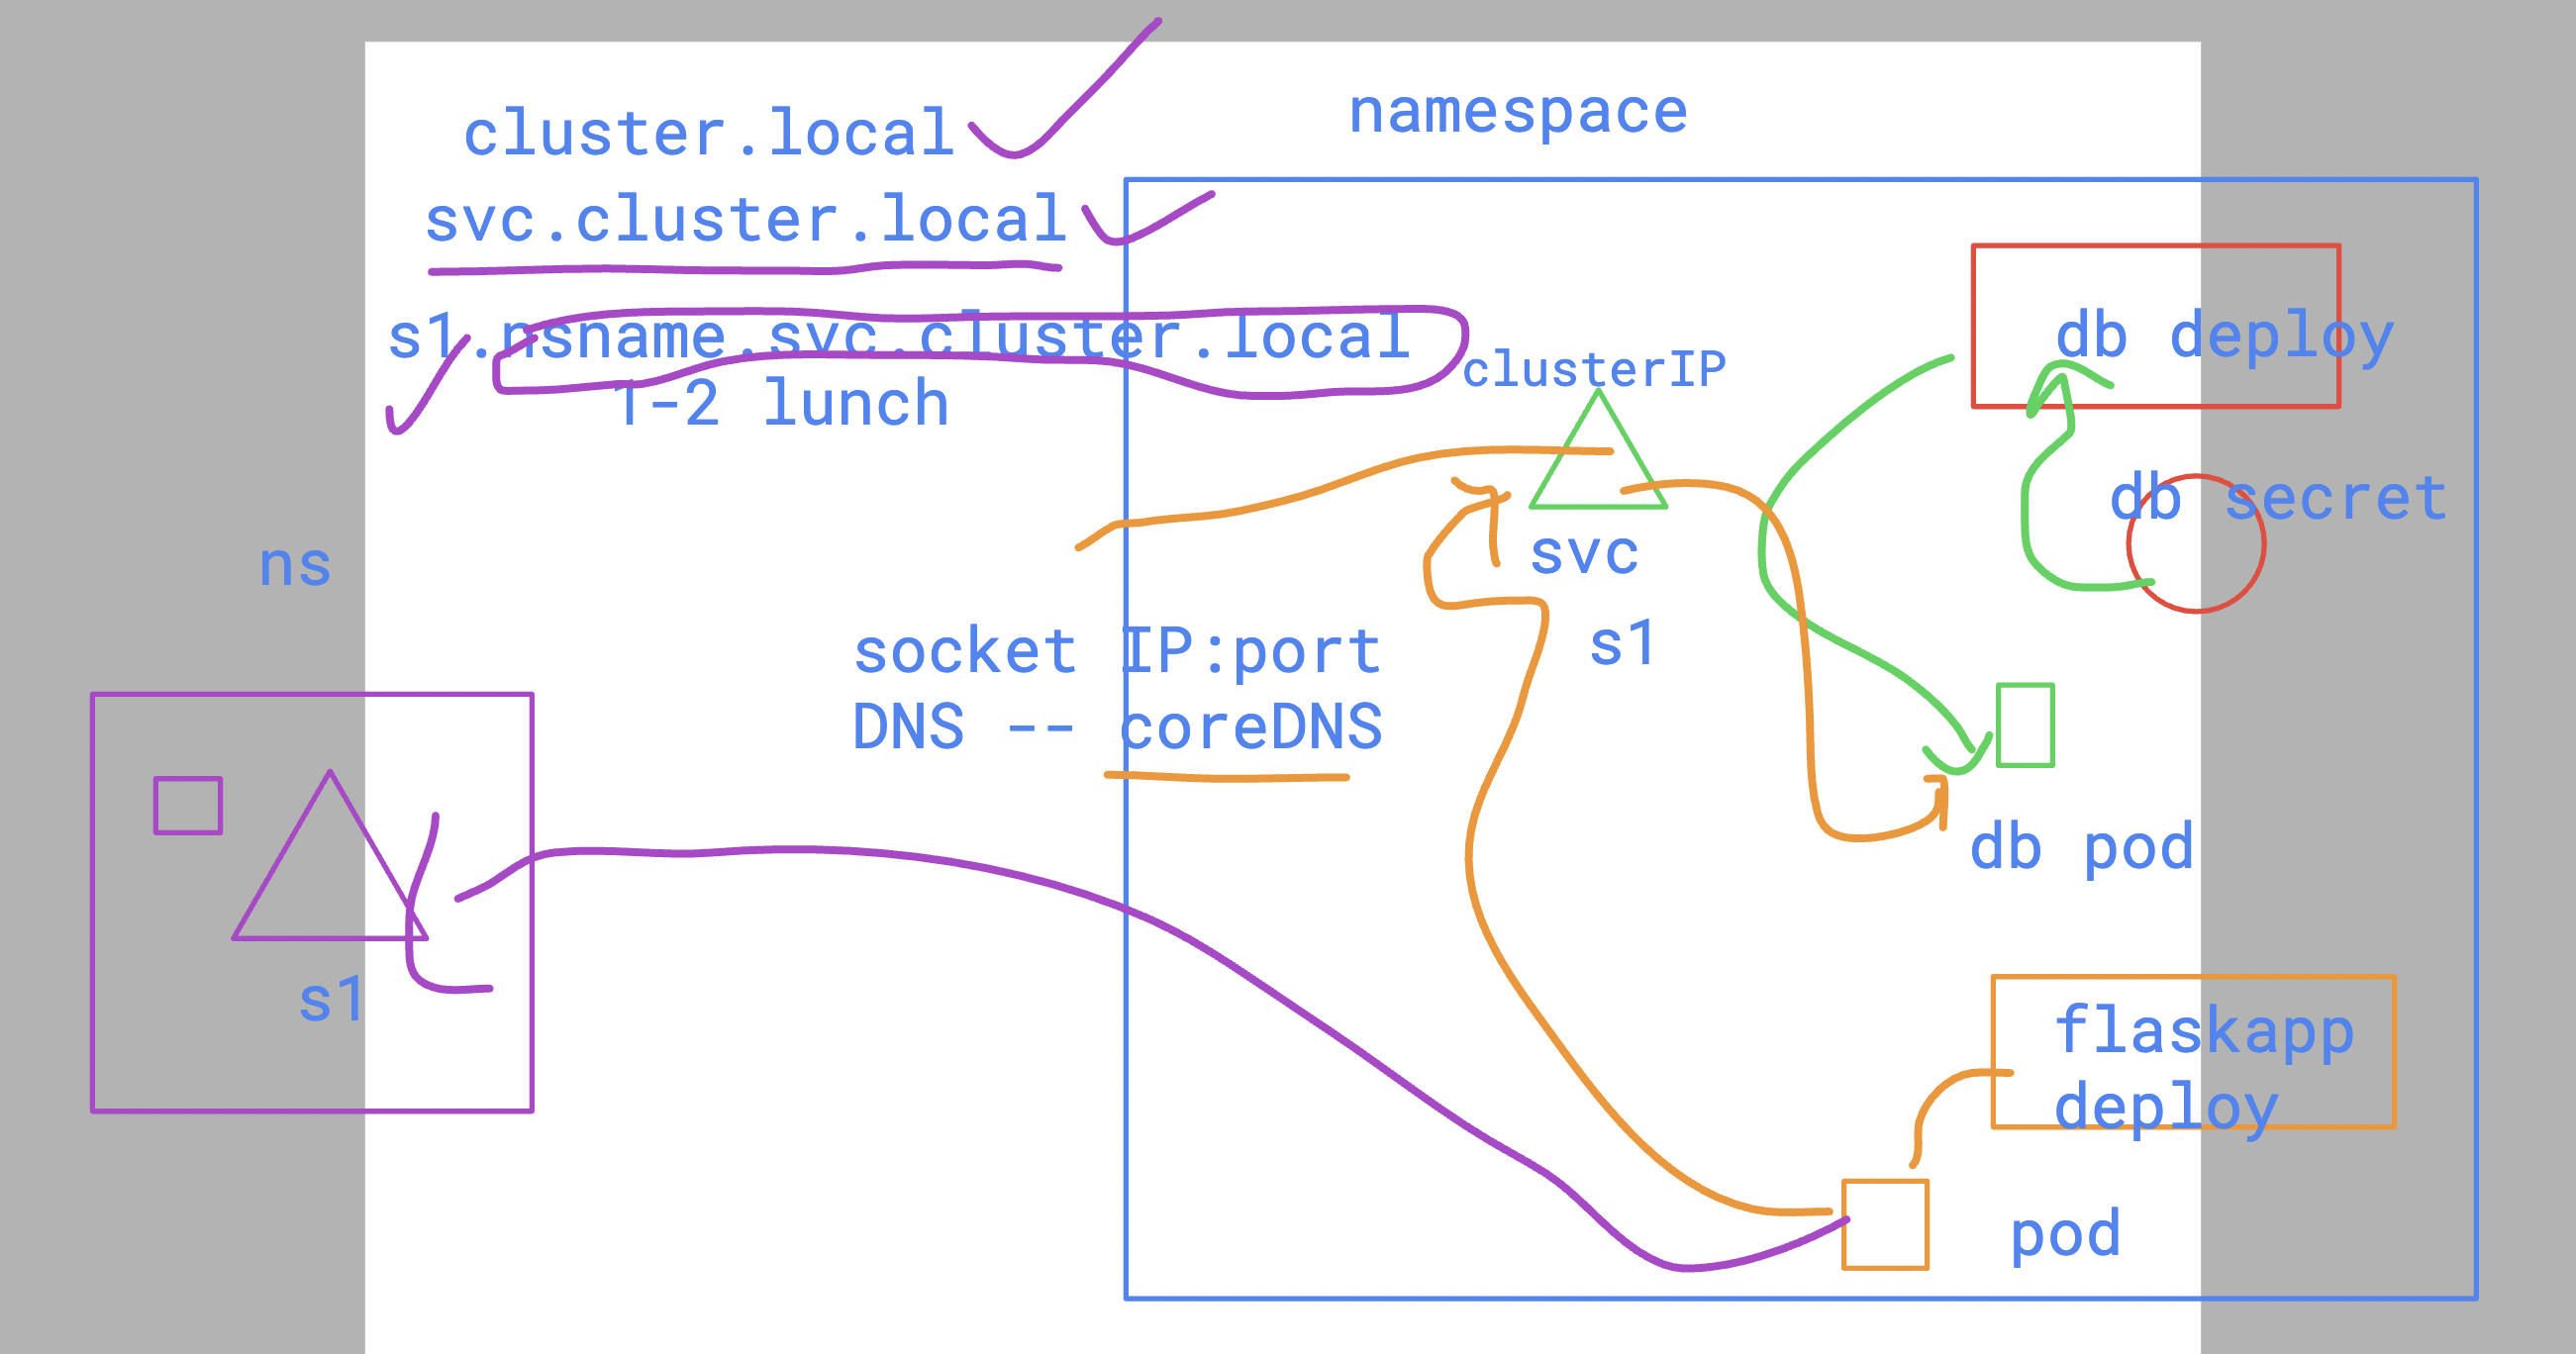 cluster.local
namespace
svc.cluster.local
s1.nsname.svc.cluster.local
1-2 lunch
clusterIP
db deploy
db secret
svc
s1
ns
socket IP:port
DNS -- coreDNS
db pod
s1
flaskapp
deploy
pod